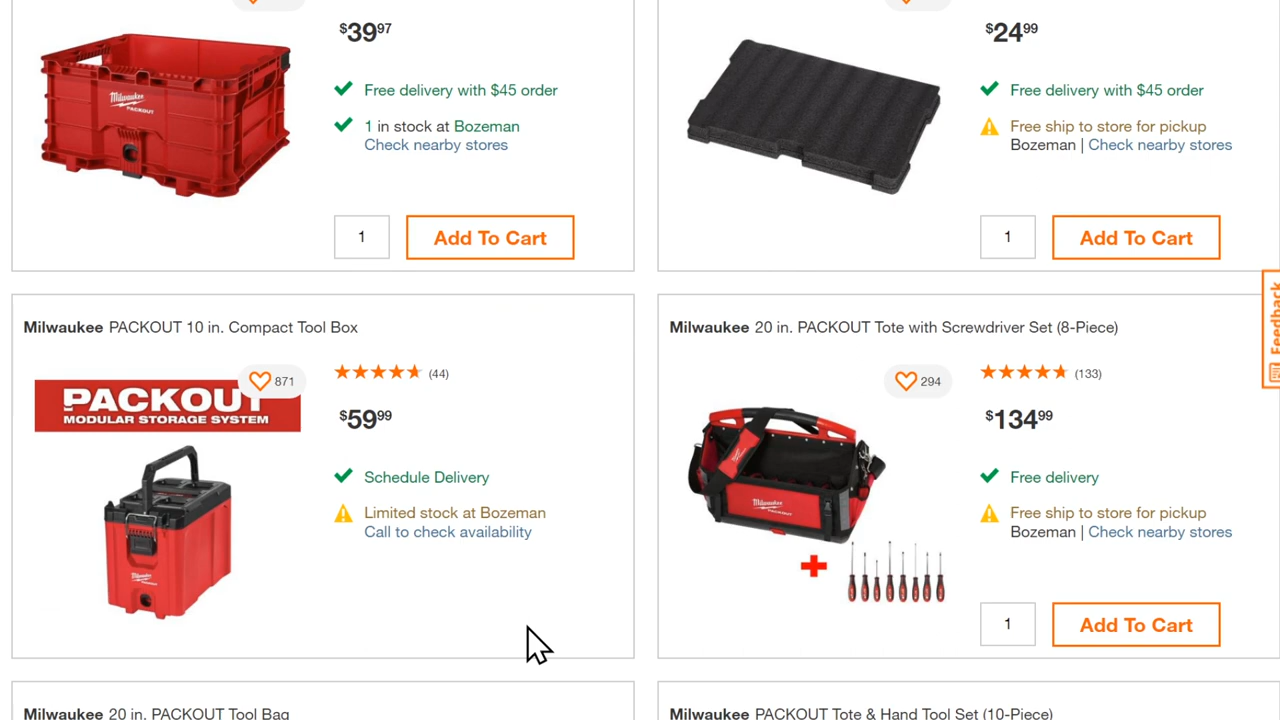 $39 97
Free delivery with $45 order
1 in stock at Bozeman
Check nearby stores
1
Add To Cart
Milwaukee
PACKOUT
$24 99
Free delivery with $45 order
Free ship to store for pickup
Bozeman | Check nearby stores
1
Add To Cart
Feedback
Milwaukee PACKOUT 10 in. Compact Tool Box
871
(44)
PACKOUT
MODULAR STORAGE SYSTEM
$59 99
Schedule Delivery
Limited stock at Bozeman
Call to check availability
Milwaukee
Milwaukee 20 in. PACKOUT Tote with Screwdriver Set (8-Piece)
294
(133)
$134 99
Free delivery
Free ship to store for pickup
Bozeman | Check nearby stores
Milwaukee
PACKOUT
1
Add To Cart
Milwaukee 20 in. PACKOUT Tool Bag
Milwaukee PACKOUT Tote & Hand Tool Set (10-Piece)